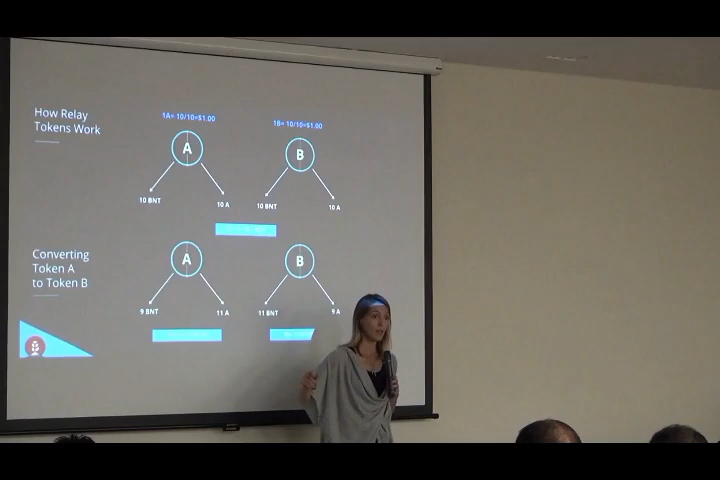 How Relay
Tokens Work
1A= 10/10=$1.00
1B= 10/10=$1.00
A
B
10 BNT
10 A
10 BNT
10 A
Converting
Token A
to Token B
A
B
9 BNT
11 A
11 BNT
9 A